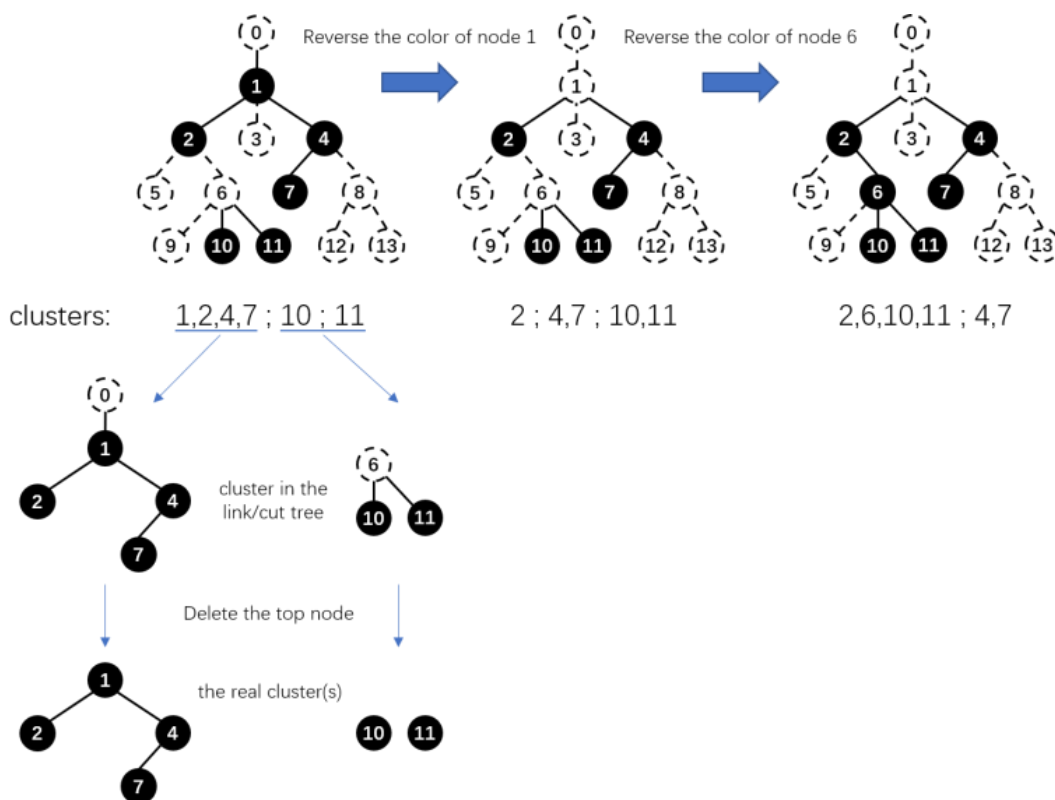 0 Reverse the color of node 1 0 Reverse the color of node 6 0
1 1 1
2 3 4 2 3 4 2 3 4
5 6 7 8 5 6 7 8 5 6 7 8
9 10 11 12 13 9 10 11 12 13 9 10 11 12 13
clusters: 1,2,4,7 ; 10 ; 11 2 ; 4,7 ; 10,11 2,6,10,11 ; 4,7
0
1
2 4
7
6
10 11
cluster in the
link/cut tree
Delete the top node
1
2 4
7
the real cluster(s)
10 11